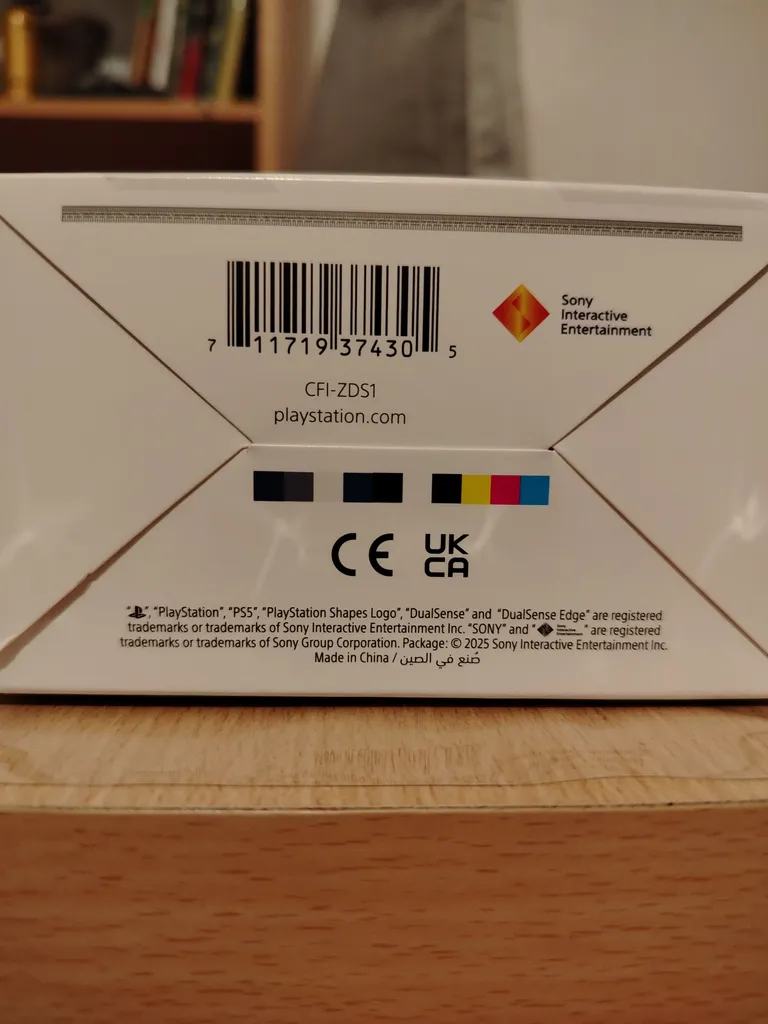 7 11719 37430 5
Sony
Interactive
Entertainment
CFI-ZDS1
playstation.com
CE
UK
CA
" ", "PlayStation", "PS5", "PlayStation Shapes Logo", "DualSense" and "DualSense Edge" are registered
trademarks or trademarks of Sony Interactive Entertainment Inc. "SONY" and " " are registered
trademarks or trademarks of Sony Group Corporation. Package: © 2025 Sony Interactive Entertainment Inc.
Made in China / صُنع في الصين